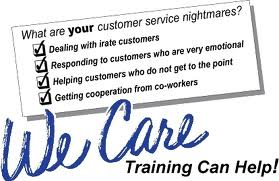 What are your customer service nightmares?
Dealing with irate customers
Responding to customers who are very emotional
Helping customers who do not get to the point
Getting cooperation from co-workers
We Care
Training Can Help!